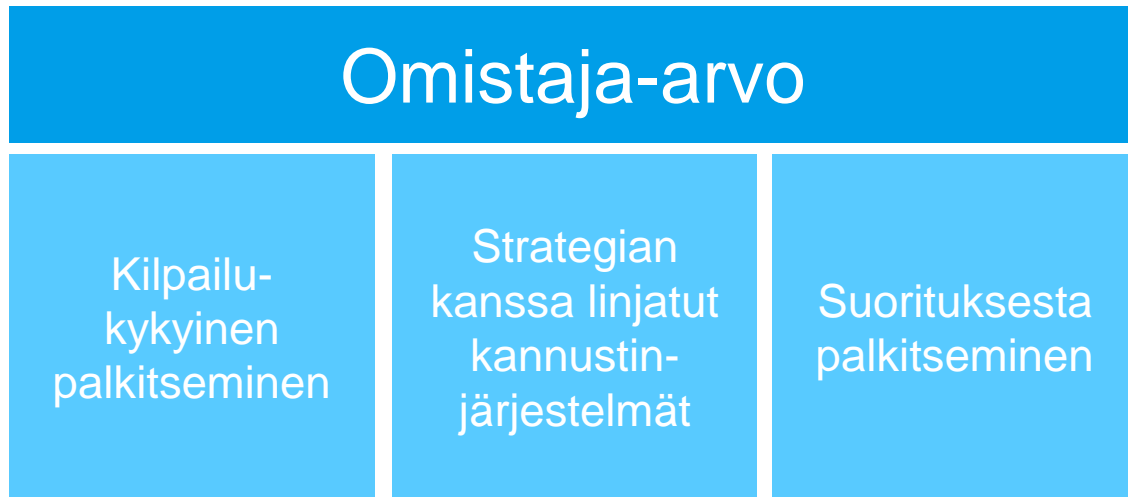 Omistaja-arvo
Kilpailu-
kykyinen
palkitseminen
Strategian
kanssa linjatut
kannustin-
järjestelmät
Suorituksesta
palkitseminen